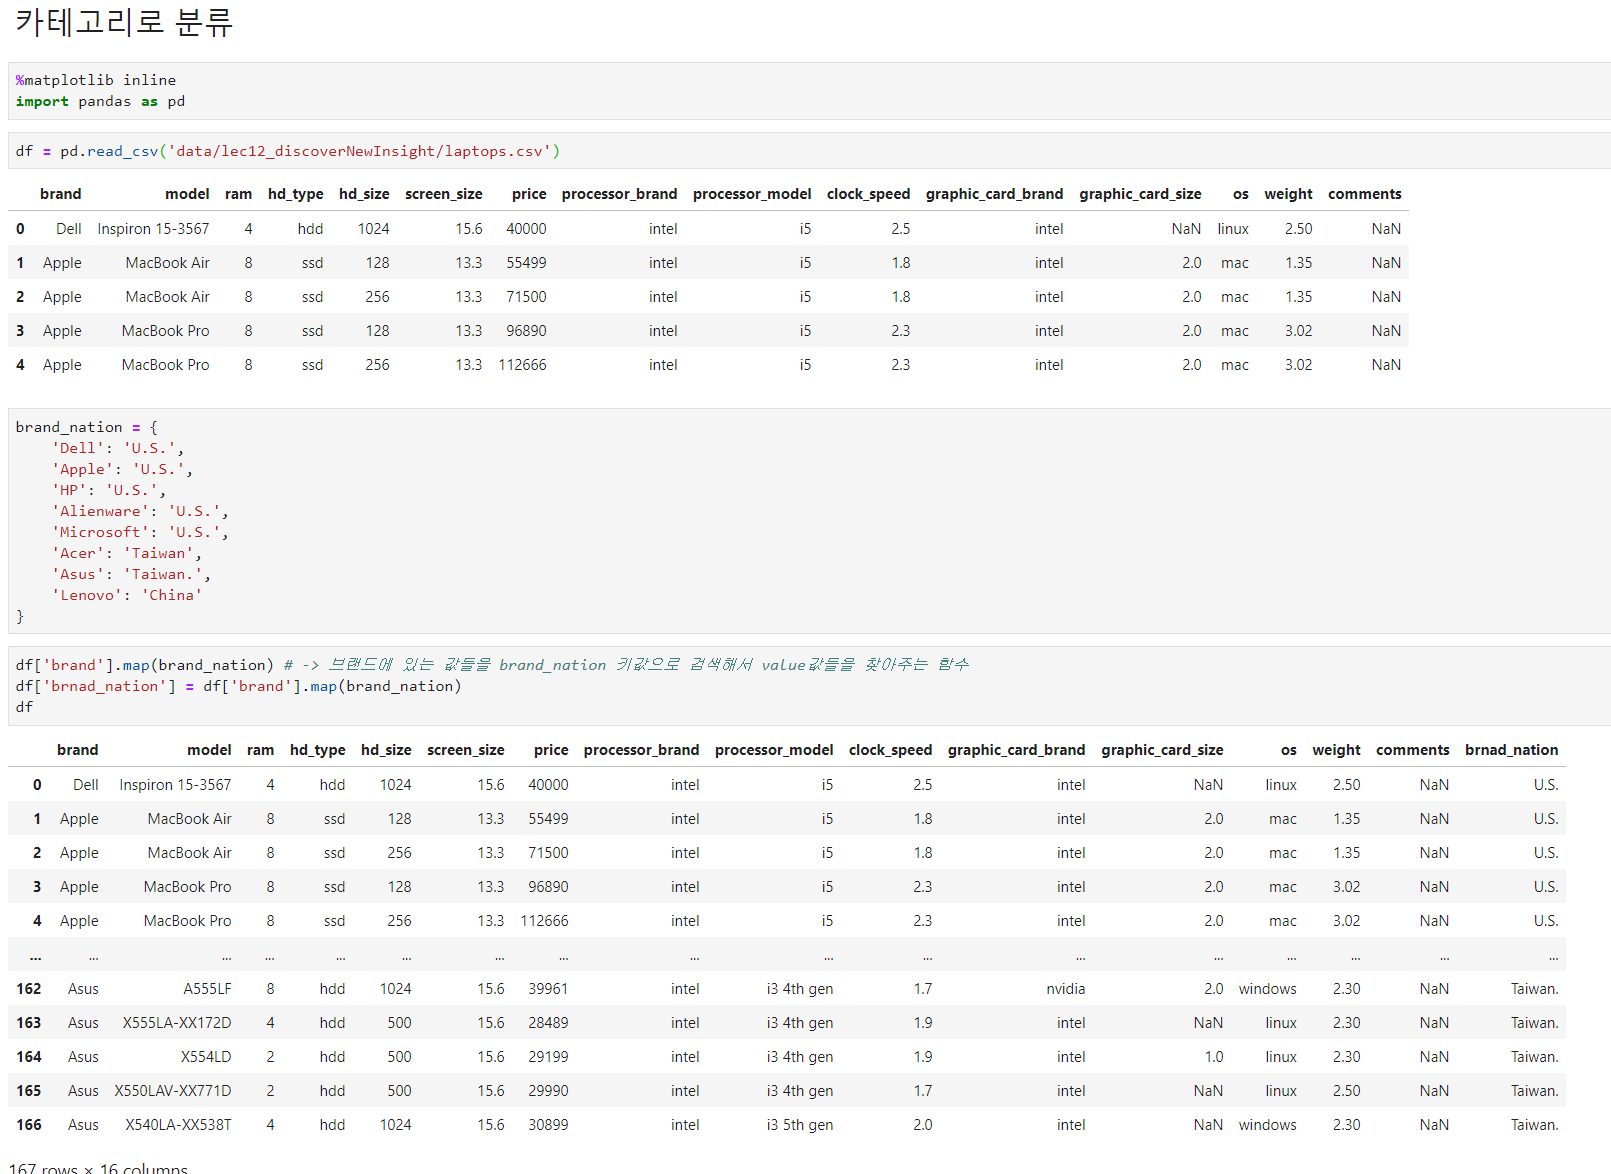 카테고리로 분류
%matplotlib inline
import pandas as pd
df = pd.read_csv('data/lec12_discoverNewInsight/laptops.csv')
brand model ram hd_type hd_size screen_size price processor_brand processor_model clock_speed graphic_card_brand graphic_card_size os weight comments
0 Dell Inspiron 15-3567 4 hdd 1024 15.6 40000 intel i5 2.5 intel NaN linux 2.50 NaN
1 Apple MacBook Air 8 ssd 128 13.3 55499 intel i5 1.8 intel 2.0 mac 1.35 NaN
2 Apple MacBook Air 8 ssd 256 13.3 71500 intel i5 1.8 intel 2.0 mac 1.35 NaN
3 Apple MacBook Pro 8 ssd 128 13.3 96890 intel i5 2.3 intel 2.0 mac 3.02 NaN
4 Apple MacBook Pro 8 ssd 256 13.3 112666 intel i5 2.3 intel 2.0 mac 3.02 NaN
brand_nation = {
'Dell': 'U.S.',
'Apple': 'U.S.',
'HP': 'U.S.',
'Alienware': 'U.S.',
'Microsoft': 'U.S.',
'Acer': 'Taiwan',
'Asus': 'Taiwan.',
'Lenovo': 'China'
}
df['brand'].map(brand_nation) # -> 브랜드에 있는 값들을 brand_nation 키값으로 검색해서 value값들을 찾아주는 함수
df['brnad_nation'] = df['brand'].map(brand_nation)
df
brand model ram hd_type hd_size screen_size price processor_brand processor_model clock_speed graphic_card_brand graphic_card_size os weight comments brnad_nation
0 Dell Inspiron 15-3567 4 hdd 1024 15.6 40000 intel i5 2.5 intel NaN linux 2.50 NaN U.S.
1 Apple MacBook Air 8 ssd 128 13.3 55499 intel i5 1.8 intel 2.0 mac 1.35 NaN U.S.
2 Apple MacBook Air 8 ssd 256 13.3 71500 intel i5 1.8 intel 2.0 mac 1.35 NaN U.S.
3 Apple MacBook Pro 8 ssd 128 13.3 96890 intel i5 2.3 intel 2.0 mac 3.02 NaN U.S.
4 Apple MacBook Pro 8 ssd 256 13.3 112666 intel i5 2.3 intel 2.0 mac 3.02 NaN U.S.
... ... ... ... ... ... ... ... ... ... ... ... ... ... ... ... ...
162 Asus A555LF 8 hdd 1024 15.6 39961 intel i3 4th gen 1.7 nvidia 2.0 windows 2.30 NaN Taiwan.
163 Asus X555LA-XX172D 4 hdd 500 15.6 28489 intel i3 4th gen 1.9 intel NaN linux 2.30 NaN Taiwan.
164 Asus X554LD 2 hdd 500 15.6 29199 intel i3 4th gen 1.9 intel 1.0 linux 2.30 NaN Taiwan.
165 Asus X550LAV-XX771D 2 hdd 500 15.6 29990 intel i3 4th gen 1.7 intel NaN linux 2.50 NaN Taiwan.
166 Asus X540LA-XX538T 4 hdd 1024 15.6 30899 intel i3 5th gen 2.0 intel NaN windows 2.30 NaN Taiwan.
167 rows × 16 columns